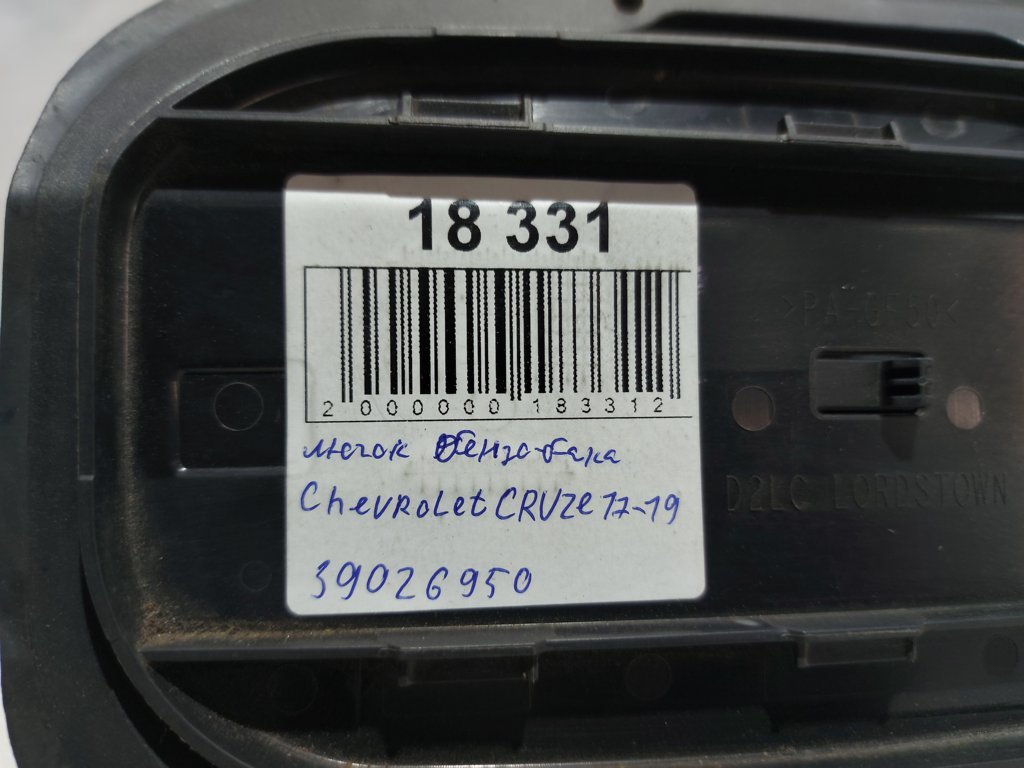 18 331
2 000000 183312
лючок бензобака
Chevrolet CRUZE 17-19
39026950
>PA-GF50<
D2LC LORDSTOWN